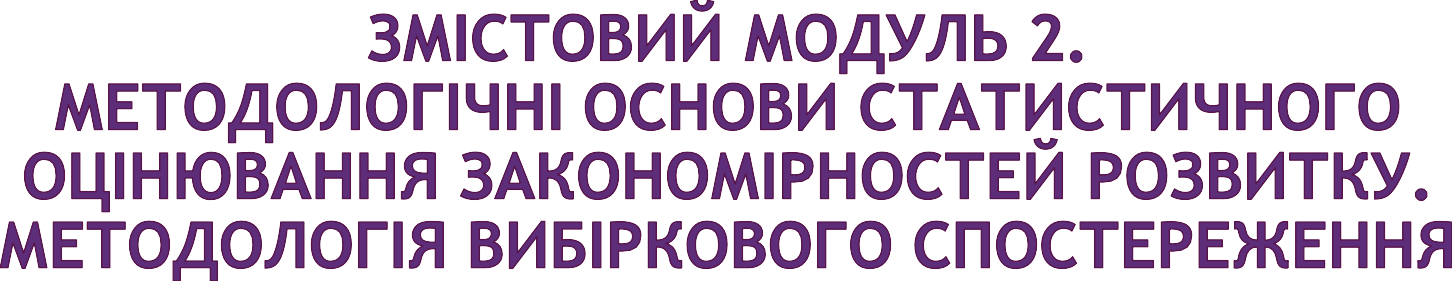 ЗМІСТОВИЙ МОДУЛЬ 2.
МЕТОДОЛОГІЧНІ ОСНОВИ СТАТИСТИЧНОГО
ОЦІНЮВАННЯ ЗАКОНОМІРНОСТЕЙ РОЗВИТКУ.
МЕТОДОЛОГІЯ ВИБІРКОВОГО СПОСТЕРЕЖЕННЯ